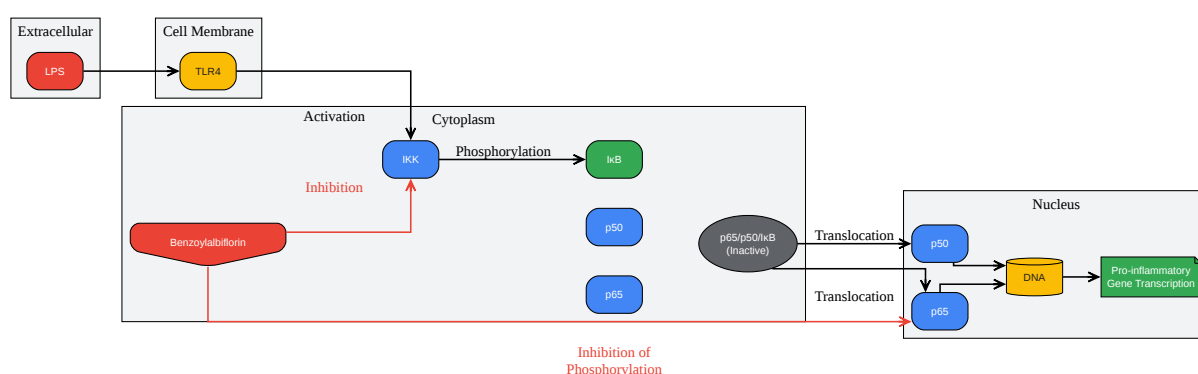 Extracellular
LPS
Cell Membrane
TLR4
Activation
Cytoplasm
IKK
Phosphorylation
IκB
Inhibition
Benzoylalbiflorin
p50
p65
p65/p50/IκB
(Inactive)
Translocation
Translocation
Nucleus
p50
p65
DNA
Pro-inflammatory
Gene Transcription
Inhibition of
Phosphorylation